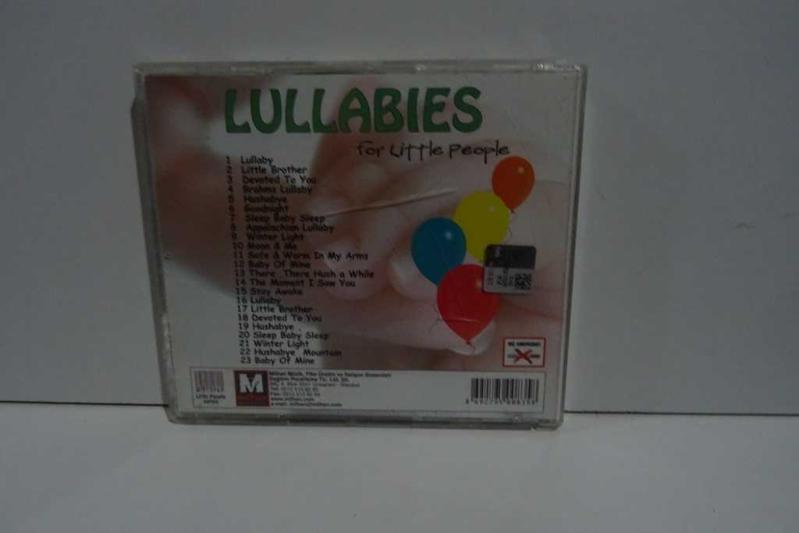 LULLABIES
for Little People
1 Lullaby
2 Little Brother
3 Devoted To You
4 Brahms Lullaby
5 Hushabye
6 Goodnight
7 Sleep Baby Sleep
8 Appalachian Lullaby
9 Winter Light
10 Moon & Me
11 Safe & Warm In My Arms
12 Baby Of Mine
13 There There Hush a While
14 The Moment I Saw You
15 Stay Awake
16 Lullaby
17 Little Brother
18 Devoted To You
19 Hushabye
20 Sleep Baby Sleep
21 Winter Light
22 Hushabye Mountain
23 Baby Of Mine
M